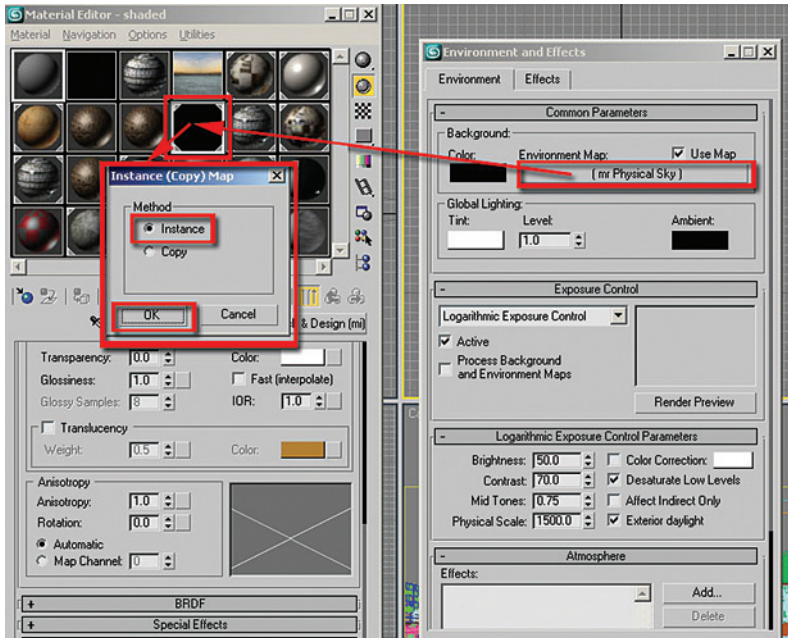 Material Editor - shaded
Material Navigation Options Utilities
Instance (Copy) Map
Method
Instance
Copy
OK Cancel
& Design (mi)
Transparency: 0.0 Color:
Glossiness: 1.0 Fast (interpolate)
Glossy Samples: 8 IOR: 1.0
Translucency
Weight: 0.5 Color:
Anisotropy
Anisotropy: 1.0
Rotation: 0.0
Automatic
Map Channel: 0
+ BRDF
+ Special Effects
Environment and Effects
Environment Effects
- Common Parameters
Background:
Color: Environment Map: Use Map
( mr Physical Sky )
Global Lighting:
Tint: Level: Ambient:
1.0
- Exposure Control
Logarithmic Exposure Control
Active
Process Background
and Environment Maps
Render Preview
- Logarithmic Exposure Control Parameters
Brightness: 50.0 Color Correction:
Contrast: 70.0 Desaturate Low Levels
Mid Tones: 0.75 Affect Indirect Only
Physical Scale: 1500.0 Exterior daylight
- Atmosphere
Effects:
Add...
Delete